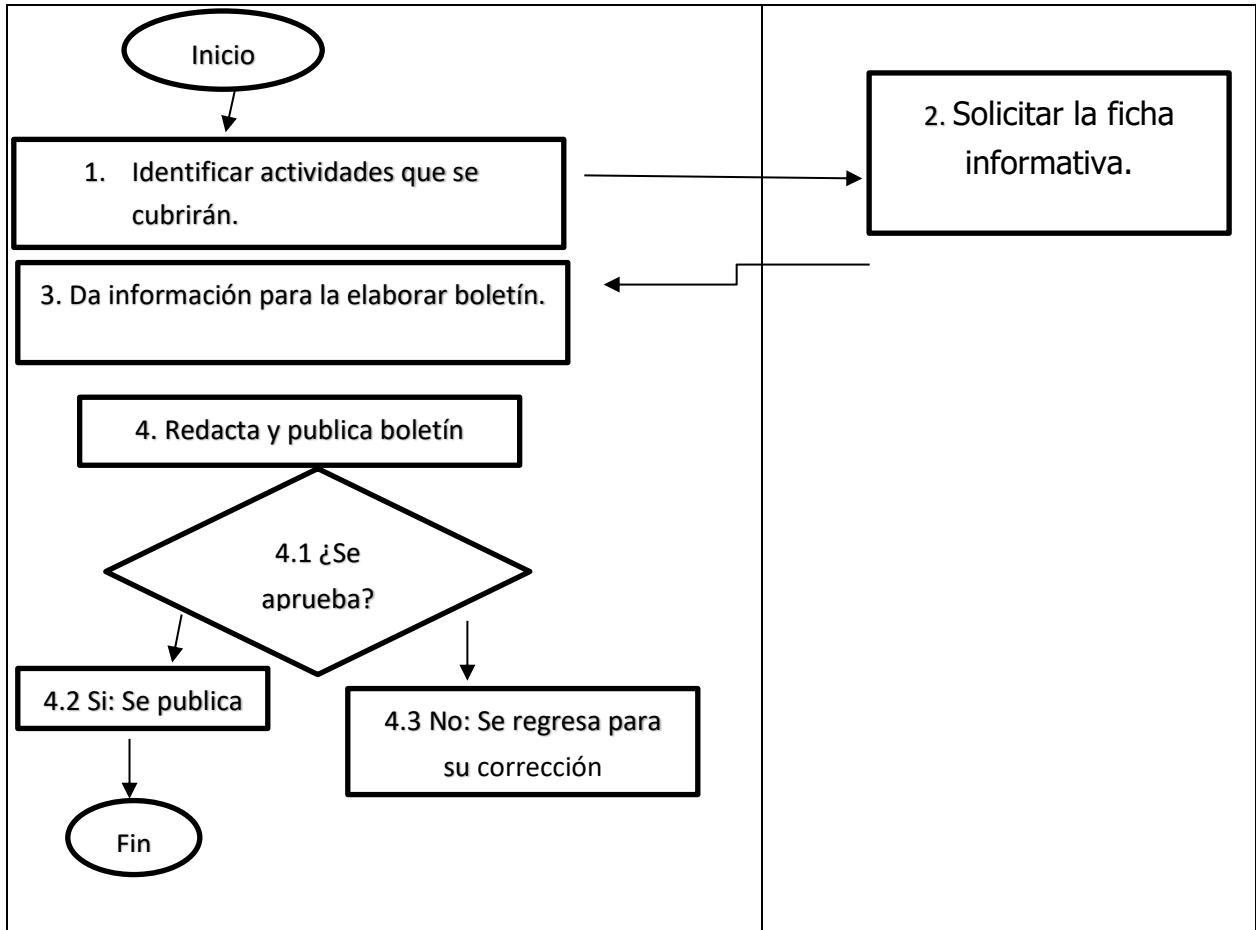 Inicio
1. Identificar actividades que se
cubrirán.
2. Solicitar la ficha
informativa.
3. Da información para la elaborar boletín.
4. Redacta y publica boletín
4.1 ¿Se
aprueba?
4.2 Si: Se publica
4.3 No: Se regresa para
su corrección
Fin